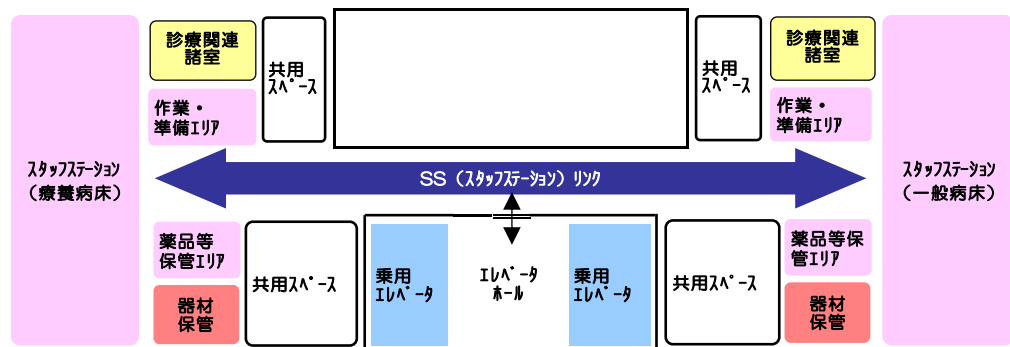 診療関連
諸室
共用
ｽﾍﾟｰｽ
共用
ｽﾍﾟｰｽ
診療関連
諸室
作業・
準備ｴﾘｱ
作業・
準備ｴﾘｱ
ｽﾀｯﾌｽﾃｰｼｮﾝ
（療養病床）
SS（ｽﾀｯﾌｽﾃｰｼｮﾝ）ﾘﾝｸ
ｽﾀｯﾌｽﾃｰｼｮﾝ
（一般病床）
薬品等
保管ｴﾘｱ
共用ｽﾍﾟｰｽ
乗用
ｴﾚﾍﾞｰﾀ
ｴﾚﾍﾞｰﾀ
ﾎｰﾙ
乗用
ｴﾚﾍﾞｰﾀ
共用ｽﾍﾟｰｽ
薬品等保
管ｴﾘｱ
器材
保管
器材
保管